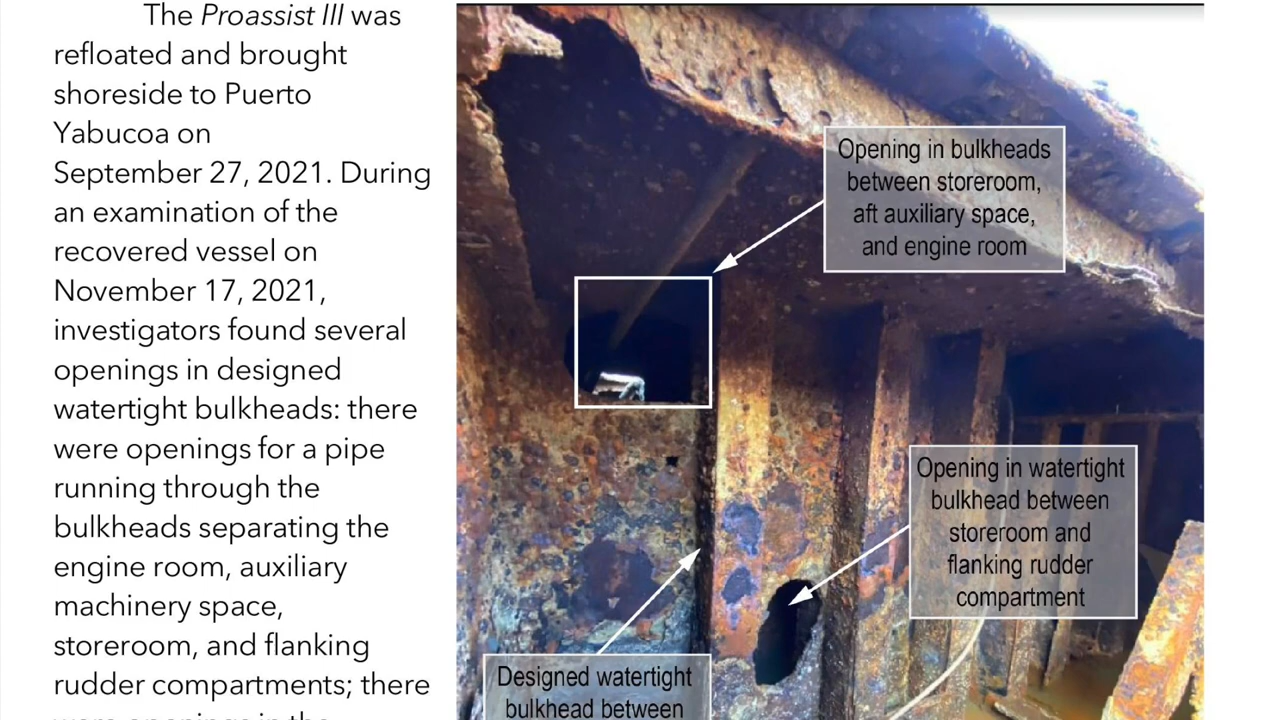 The Proassist III was
refloated and brought
shoreside to Puerto
Yabucoa on
September 27, 2021. During
an examination of the
recovered vessel on
November 17, 2021,
investigators found several
openings in designed
watertight bulkheads: there
were openings for a pipe
running through the
bulkheads separating the
engine room, auxiliary
machinery space,
storeroom, and flanking
rudder compartments; there
were openings in the
Opening in bulkheads
between storeroom,
aft auxiliary space,
and engine room
Opening in watertight
bulkhead between
storeroom and
flanking rudder
compartment
Designed watertight
bulkhead between